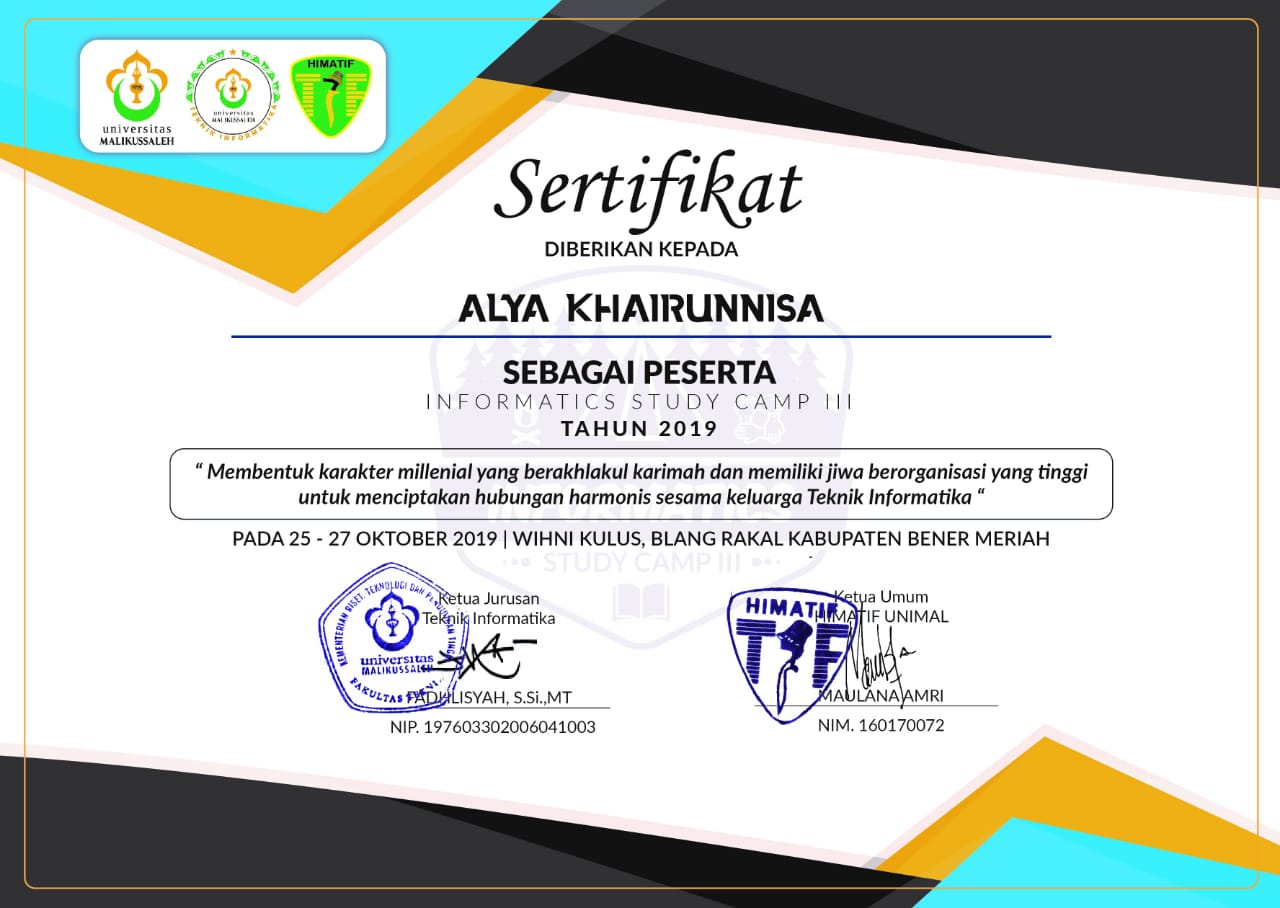 HIMATIF
TIF
universitas
MALIKUSSALEH
universitas
MALIKUSSALEH
TEKNIK INFORMATIKA
Sertifikat
DIBERIKAN KEPADA
ALYA KHAIRUNNISA
SEBAGAI PESERTA
INFORMATICS STUDY CAMP III
TAHUN 2019
“ Membentuk karakter millenial yang berakhlakul karimah dan memiliki jiwa berorganisasi yang tinggi
untuk menciptakan hubungan harmonis sesama keluarga Teknik Informatika “
INFORMATICS
PADA 25 - 27 OKTOBER 2019 | WIHNI KULUS, BLANG RAKAL KABUPATEN BENER MERIAH
STUDY CAMP III
Ketua Jurusan
Teknik Informatika
KEMENTERIAN RISET, TEKNOLOGI DAN
universitas
MALIKUSSALEH
FAKULTAS
FADHLISYAH, S.Si.,MT
NIP. 197603302006041003
Ketua Umum
HIMATIF UNIMAL
HIMATIF
TIF
MAULANA AMRI
NIM. 160170072